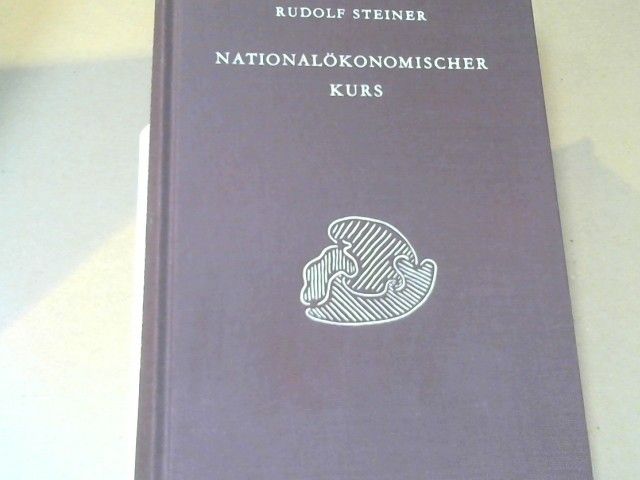 RUDOLF STEINER
NATIONALÖKONOMISCHER
KURS